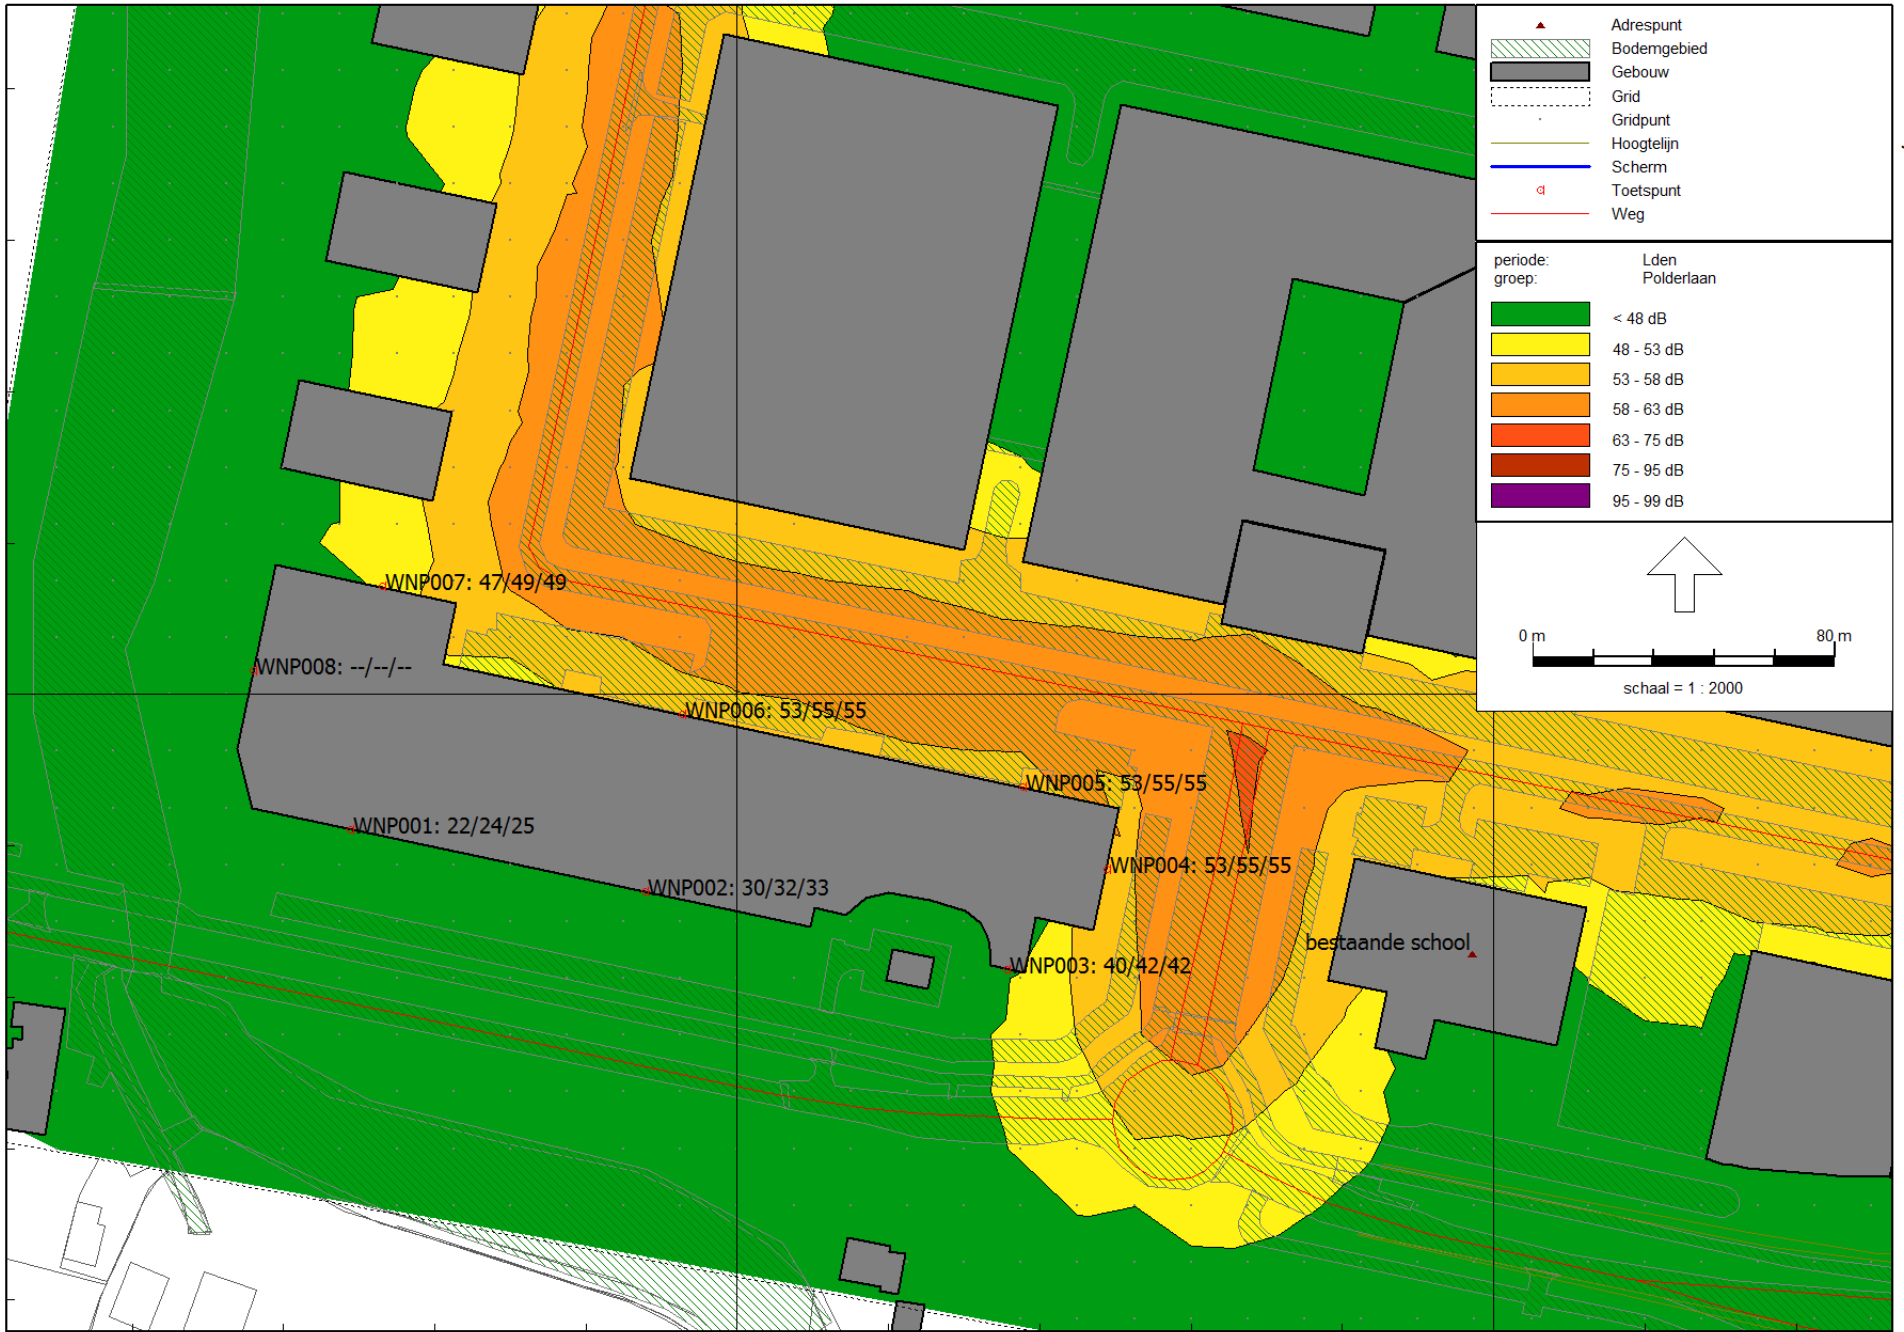 Adrespunt
Bodemgebied
Gebouw
Grid
Gridpunt
Hoogtelijn
Scherm
Toetspunt
Weg
periode: Lden
groep: Polderlaan
< 48 dB
48 - 53 dB
53 - 58 dB
58 - 63 dB
63 - 75 dB
75 - 95 dB
95 - 99 dB
0 m 80 m
schaal = 1 : 2000
WNP007: 47/49/49
WNP008: --/--/--
WNP006: 53/55/55
WNP005: 53/55/55
WNP001: 22/24/25
WNP004: 53/55/55
WNP002: 30/32/33
bestaande school
WNP003: 40/42/42